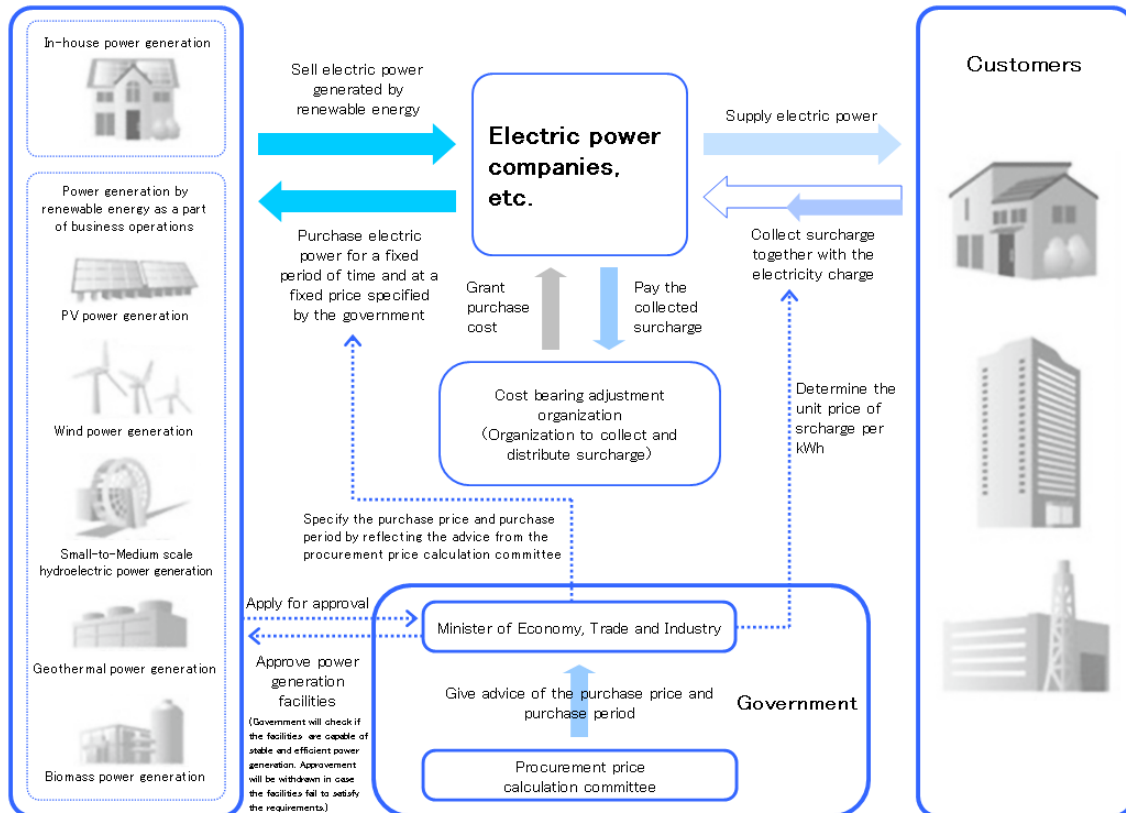 In-house power generation
Power generation by
renewable energy as a part
of business operations
PV power generation
Wind power generation
Small-to-Medium scale
hydroelectric power generation
Geothermal power generation
Biomass power generation
Sell electric power
generated by
renewable energy
Purchase electric
power for a fixed
period of time and at a
fixed price specified
by the government
Electric power
companies,
etc.
Supply electric power
Collect surcharge
together with the
electricity charge
Customers
Grant
purchase
cost
Pay the
collected
surcharge
Cost bearing adjustment
organization
(Organization to collect and
distribute surcharge)
Determine the
unit price of
srcharge per
kWh
Specify the purchase price and purchase
period by reflecting the advice from the
procurement price calculation committee
Apply for approval
Approve power
generation
facilities
(Government will check if
the facilities are capable of
stable and efficient power
generation. Approvement
will be withdrawn in case
the facilities fail to satisfy
the requirements.)
Minister of Economy, Trade and Industry
Give advice of the purchase price and
purchase period
Government
Procurement price
calculation committee